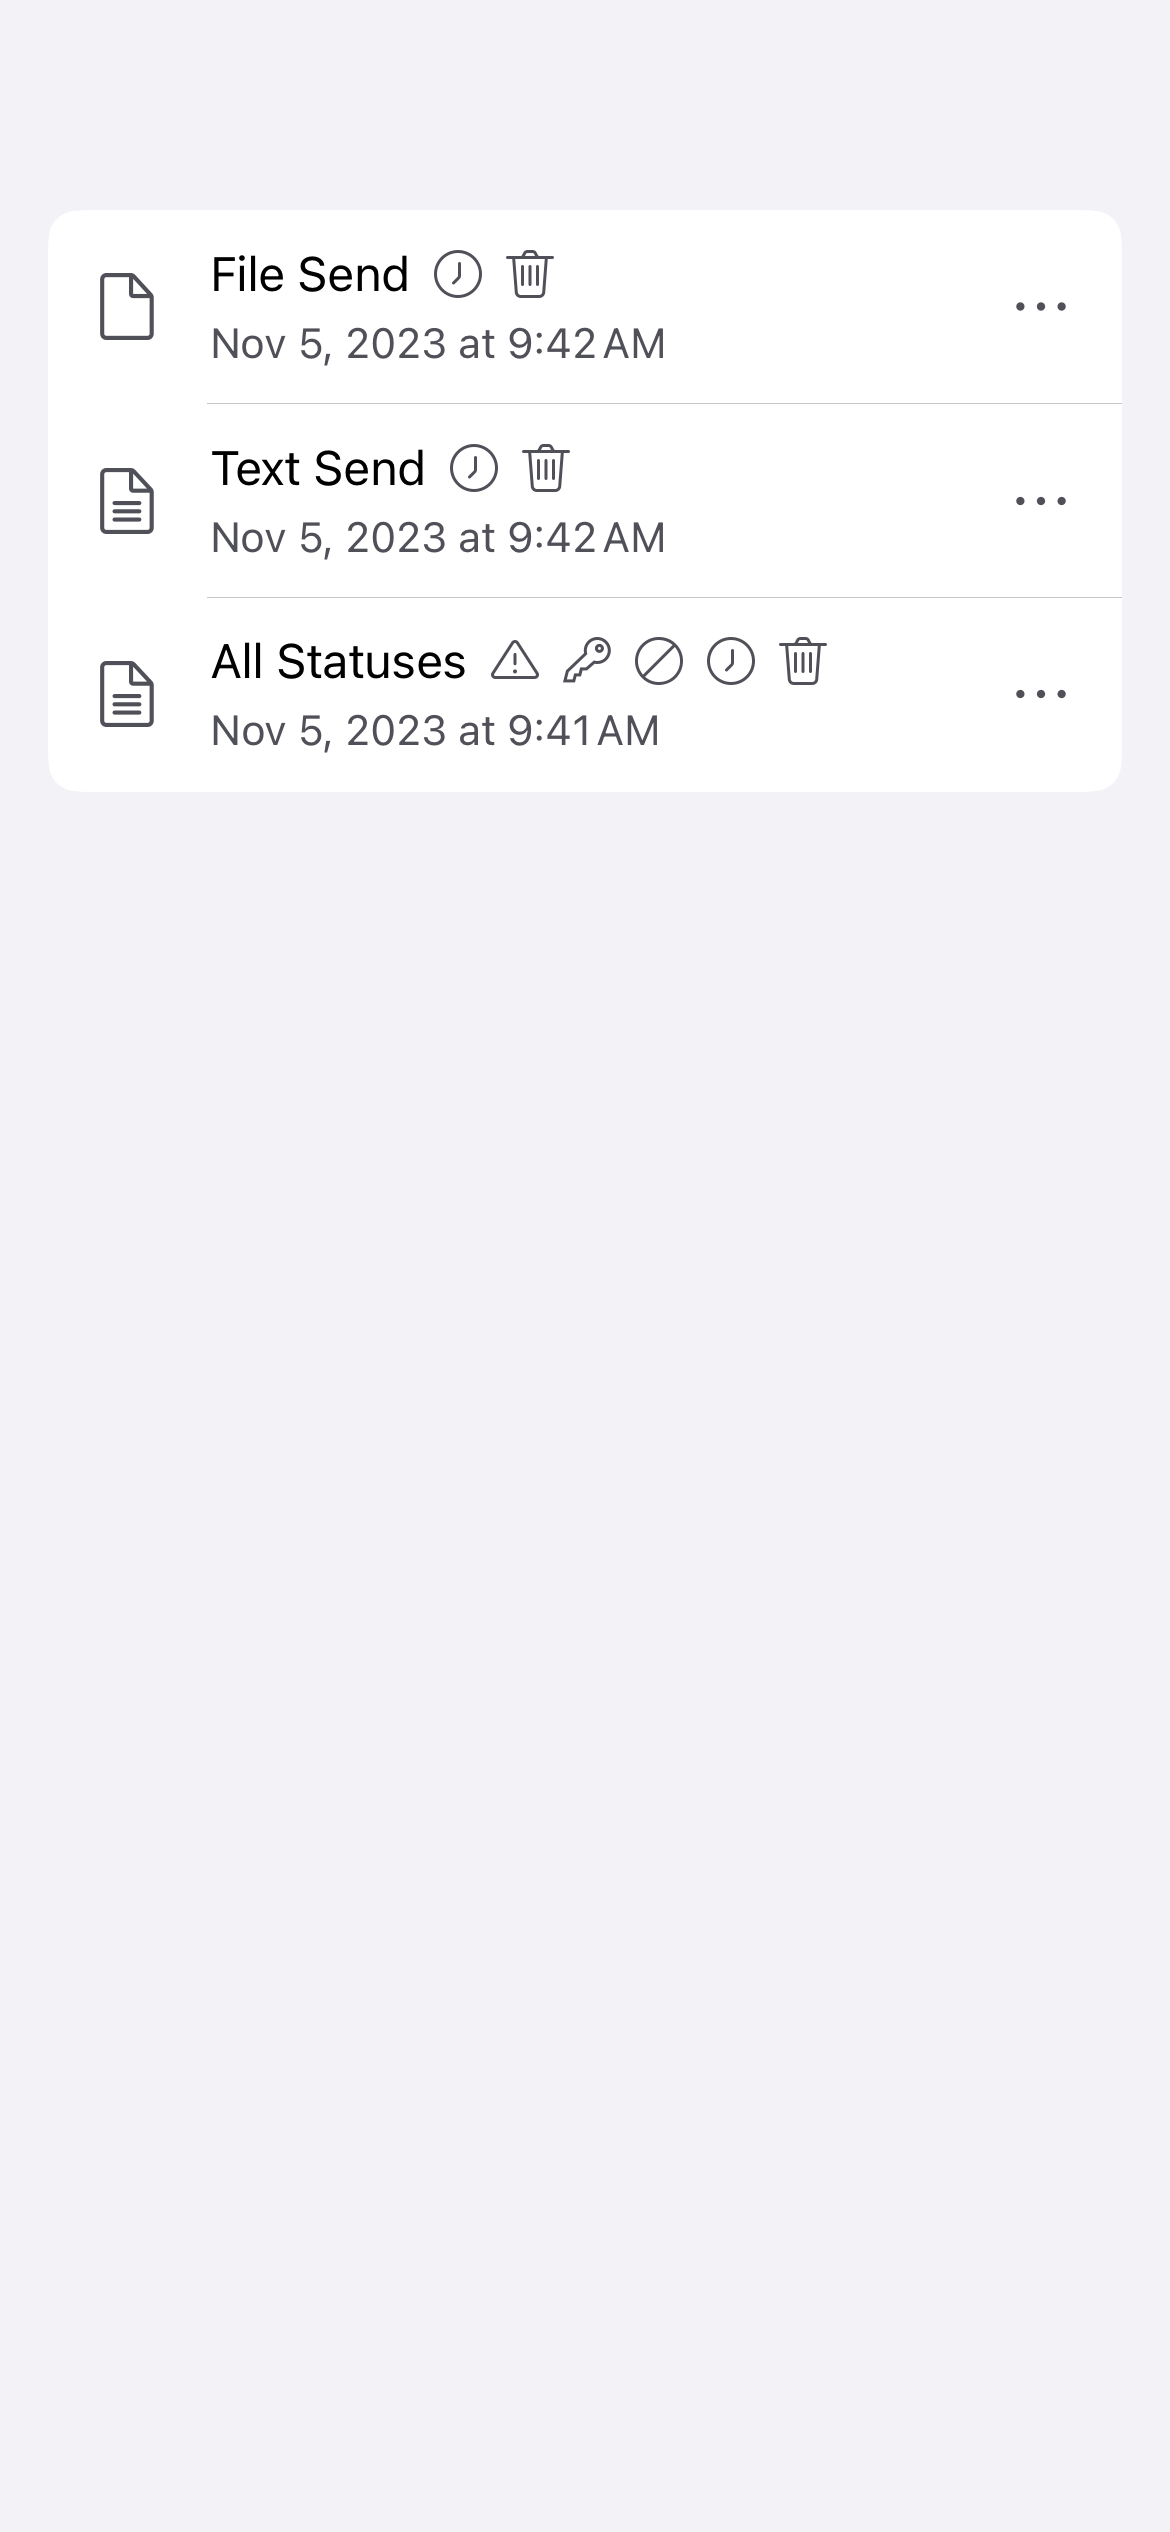 File Send
Nov 5, 2023 at 9:42 AM
Text Send
Nov 5, 2023 at 9:42 AM
All Statuses
Nov 5, 2023 at 9:41 AM